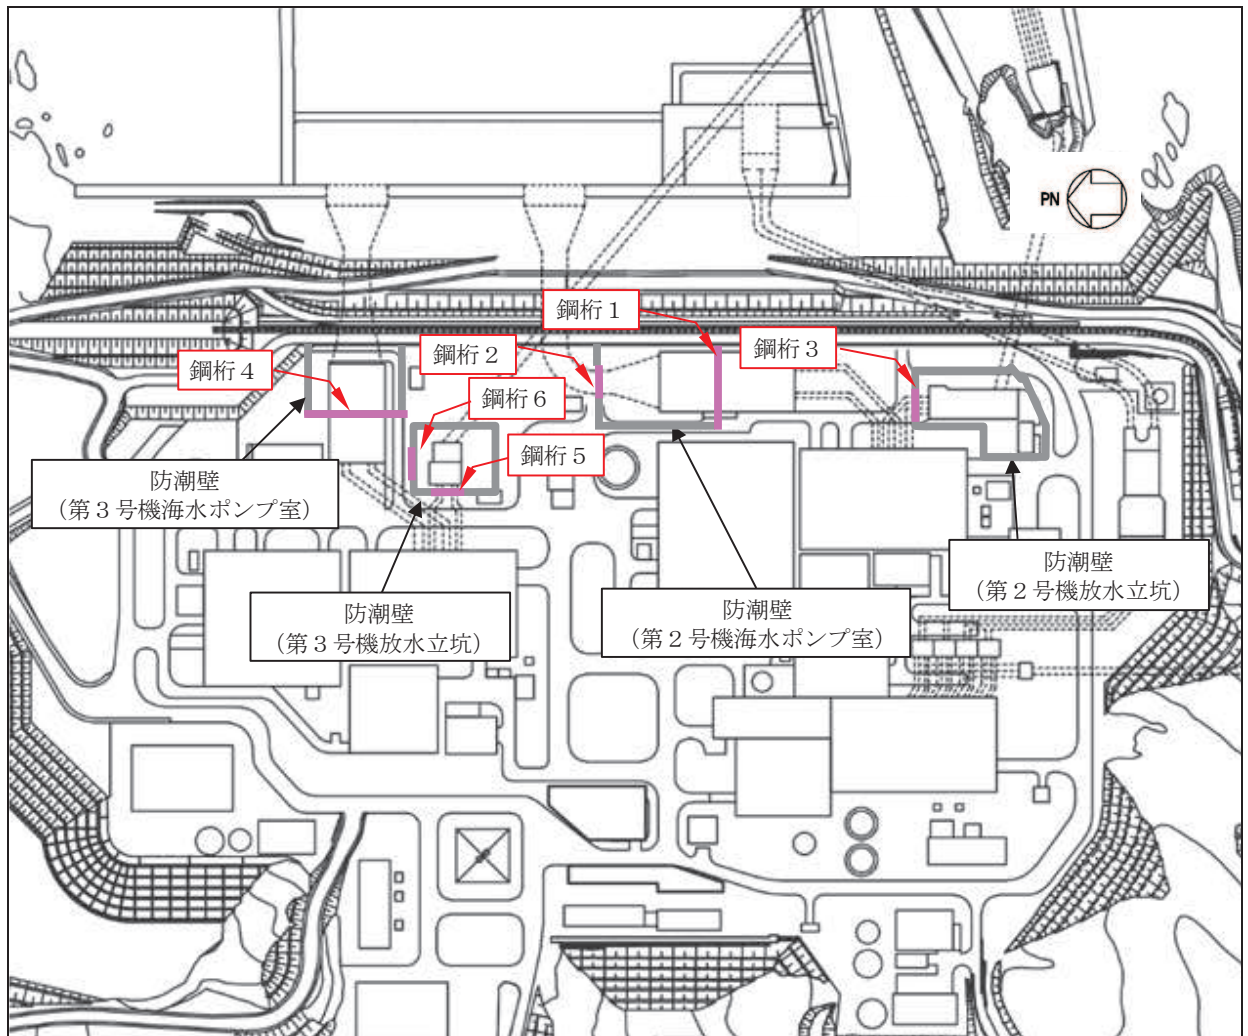 PN
鋼桁１
鋼桁２
鋼桁３
鋼桁４
鋼桁６
鋼桁５
防潮壁
（第３号機海水ポンプ室）
防潮壁
（第２号機放水立坑）
防潮壁
（第３号機放水立坑）
防潮壁
（第２号機海水ポンプ室）